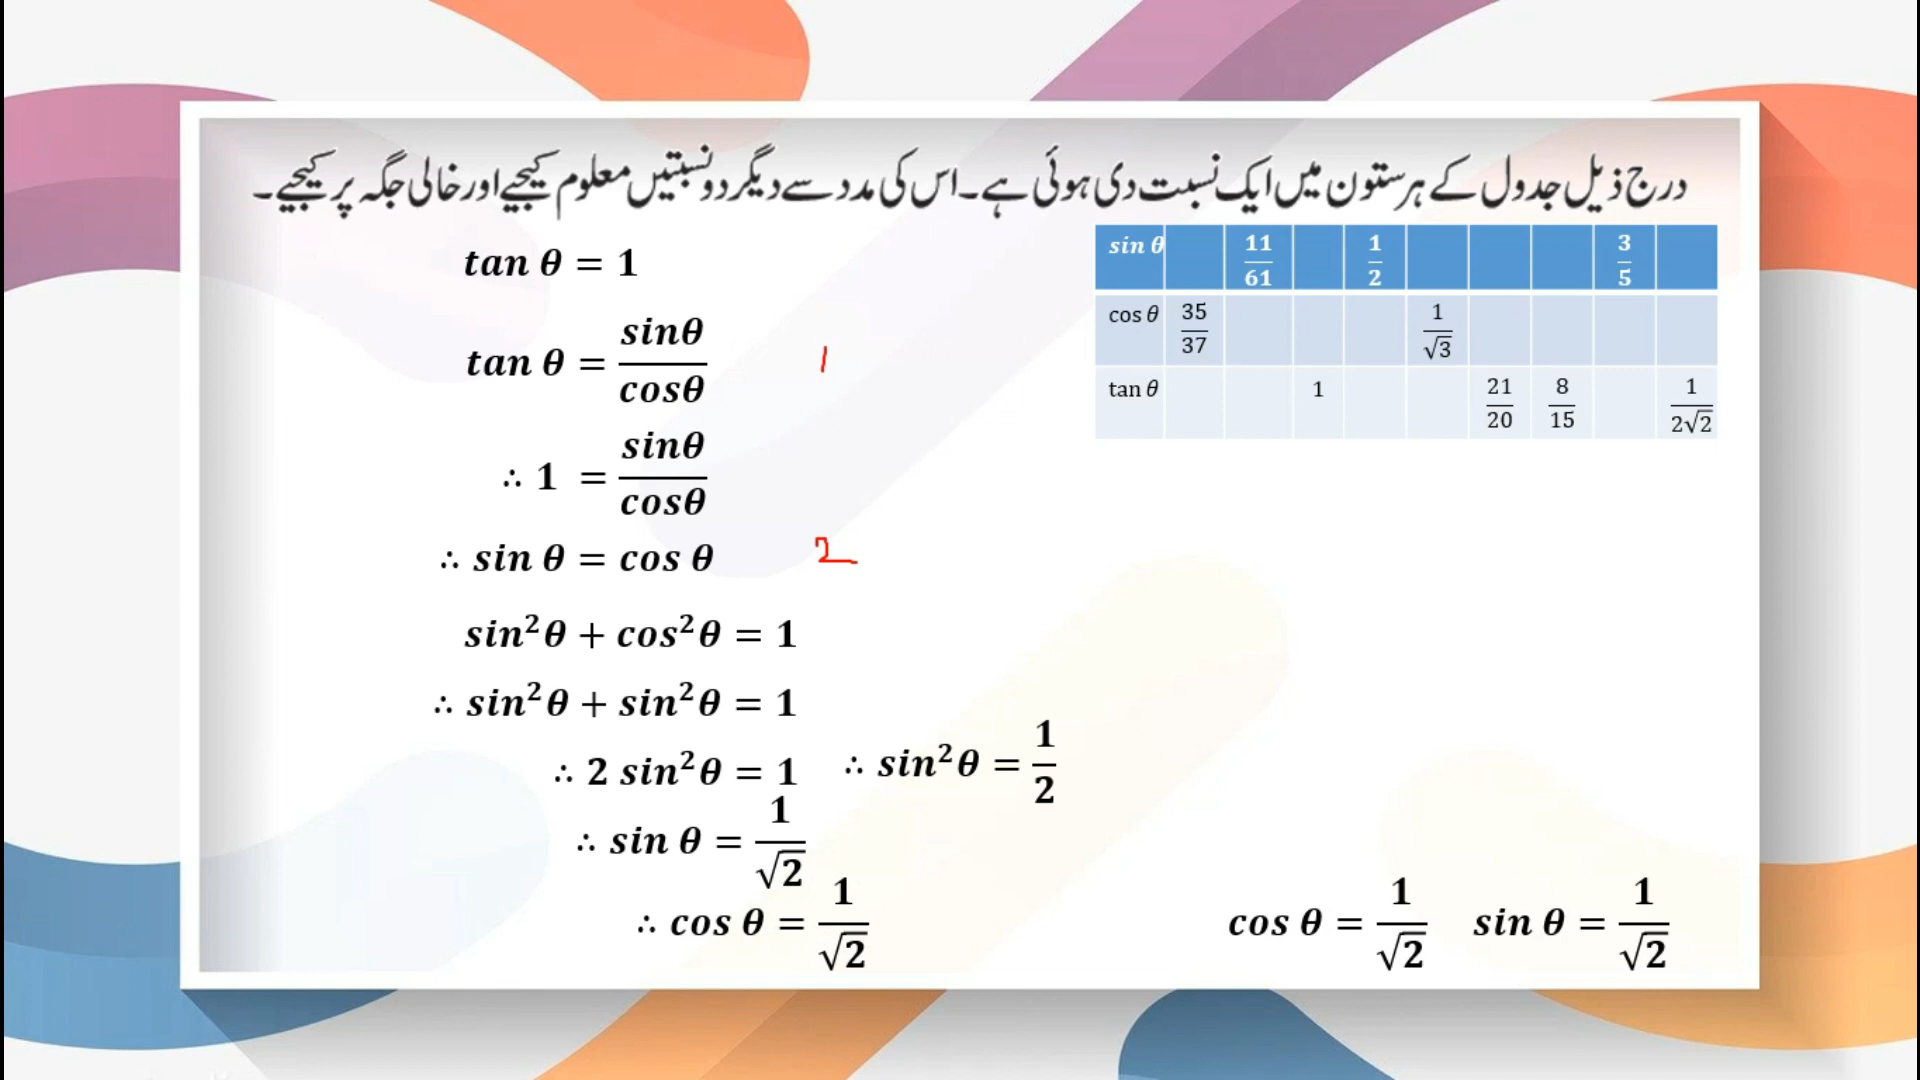 درج ذیل جدول کے ہر ستون میں ایک نسبت دی ہوئی ہے۔ اس کی مدد سے دیگر دو نسبتیں معلوم کیجیے اور خالی جگہ پر کیجیے۔
tan θ = 1
tan θ = sinθ/cosθ 1
∴ 1 = sinθ/cosθ
∴ sin θ = cos θ 2
sin²θ + cos²θ = 1
∴ sin²θ + sin²θ = 1
∴ 2 sin²θ = 1 ∴ sin²θ = 1/2
∴ sin θ = 1/√2
∴ cos θ = 1/√2
sin θ 11/61 1/2 3/5
cos θ 35/37 1/√3
tan θ 1 21/20 8/15 1/2√2
cos θ = 1/√2 sin θ = 1/√2